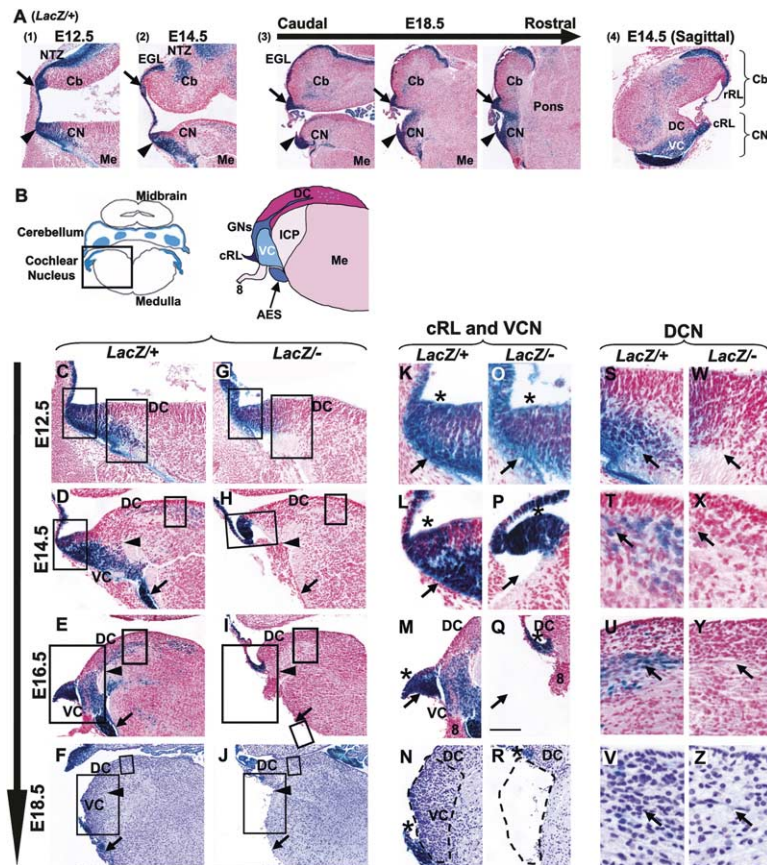 A (LacZ/+)
(1) E12.5
NTZ
Cb
CN
Me
(2) E14.5
EGL
NTZ
Cb
CN
Me
(3) Caudal E18.5 Rostral
EGL
Cb Cb Cb
Pons
CN CN CN
Me
(4) E14.5 (Sagittal)
rRL
Cb
cRL
DC
VC
CN
B
Midbrain
Cerebellum
Cochlear
Nucleus
Medulla
DC
GNs
ICP
VC
cRL
Me
8
AES
cRL and VCN DCN
LacZ/+ LacZ/- LacZ/+ LacZ/- LacZ/+ LacZ/-
E12.5
C DC G DC K * O * S W
E14.5
D DC H DC L * P * T X
VC
E16.5
E DC I DC M DC Q DC U Y
* *
VC VC 8 8
E18.5
F DC J DC N DC R * DC V Z
VC VC
*